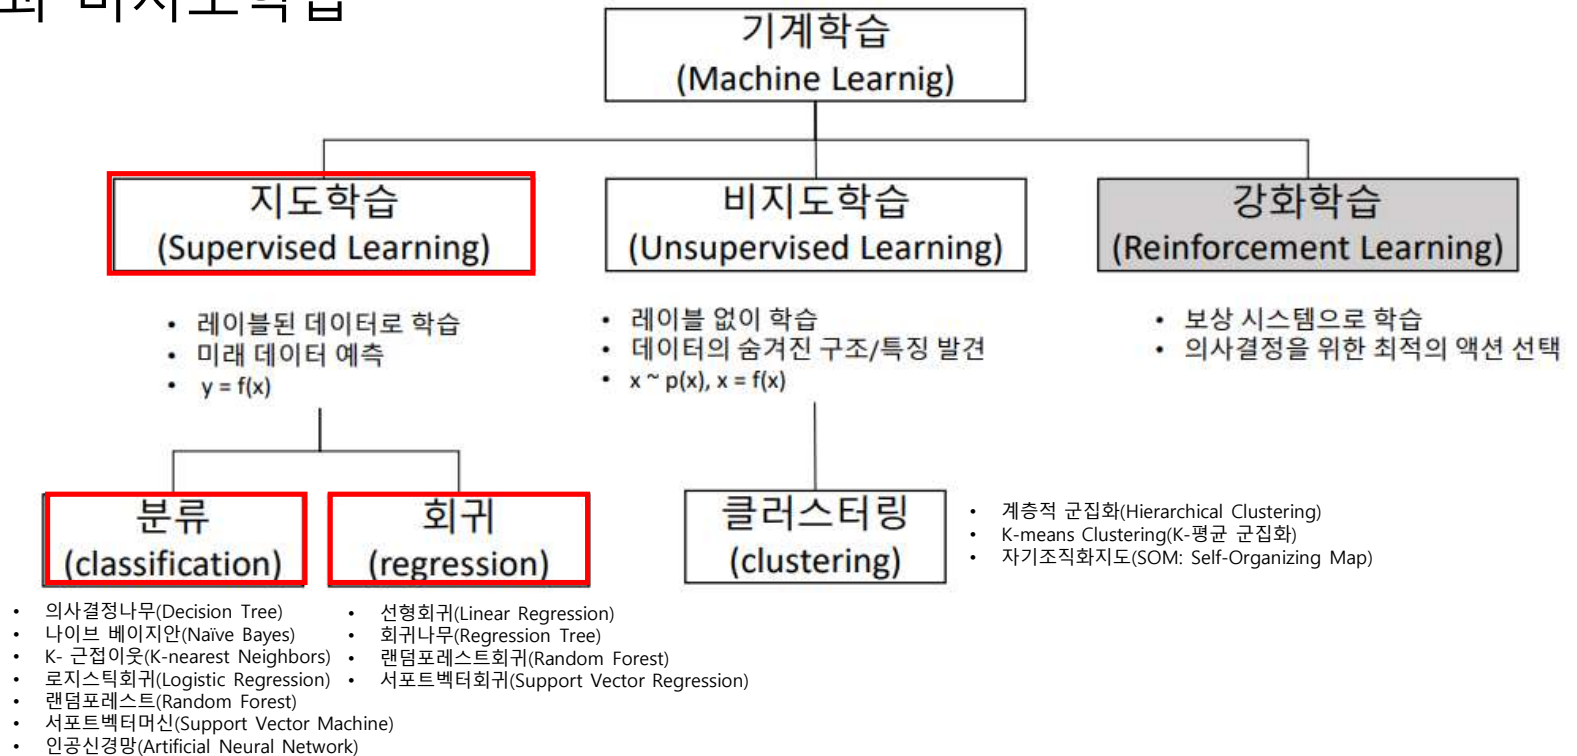 와 비지도학습
기계학습
(Machine Learnig)
지도학습
(Supervised Learning)
비지도학습
(Unsupervised Learning)
강화학습
(Reinforcement Learning)
• 레이블된 데이터로 학습
• 미래 데이터 예측
• y = f(x)
• 레이블 없이 학습
• 데이터의 숨겨진 구조/특징 발견
• x ~ p(x), x = f(x)
• 보상 시스템으로 학습
• 의사결정을 위한 최적의 액션 선택
분류
(classification)
회귀
(regression)
클러스터링
(clustering)
• 계층적 군집화(Hierarchical Clustering)
• K-means Clustering(K-평균 군집화)
• 자기조직화지도(SOM: Self-Organizing Map)
• 의사결정나무(Decision Tree)
• 나이브 베이지안(Naïve Bayes)
• K- 근접이웃(K-nearest Neighbors)
• 로지스틱회귀(Logistic Regression)
• 랜덤포레스트(Random Forest)
• 서포트벡터머신(Support Vector Machine)
• 인공신경망(Artificial Neural Network)
• 선형회귀(Linear Regression)
• 회귀나무(Regression Tree)
• 랜덤포레스트회귀(Random Forest)
• 서포트벡터회귀(Support Vector Regression)